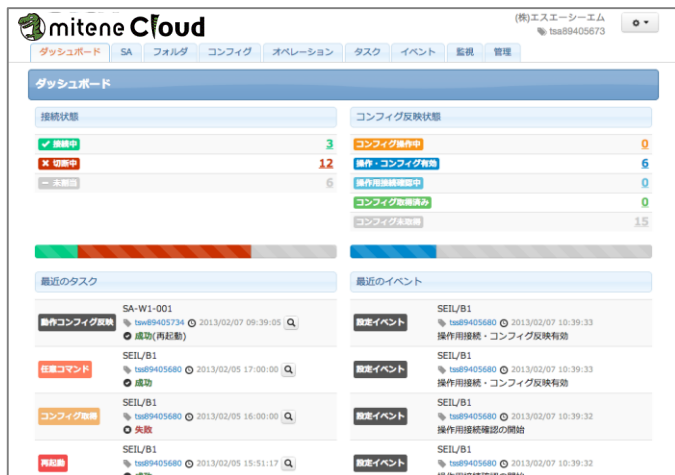 mitene Cloud
(株)エスエーシーエム
tsa89405673
ダッシュボード SA フォルダ コンフィグ オペレーション タスク イベント 監視 管理
ダッシュボード
接続状態
接続中 3
切断中 12
6
コンフィグ反映状態
コンフィグ操作中 0
操作・コンフィグ有効 6
操作用接続確認中 0
コンフィグ取得済み 0
コンフィグ未取得 15
最近のタスク
動作コンフィグ反映
SA-W1-001
tsw89405734 2013/02/07 09:39:05
成功(再起動)
任意コマンド
SEIL/B1
tss89405680 2013/02/05 17:00:00
成功
コンフィグ取得
SEIL/B1
tss89405680 2013/02/05 16:00:00
失敗
再起動
SEIL/B1
tss89405680 2013/02/05 15:51:17
最近のイベント
設定イベント
SEIL/B1
tss89405680 2013/02/07 10:39:33
操作用接続・コンフィグ反映有効
設定イベント
SEIL/B1
tss89405680 2013/02/07 10:39:33
操作用接続・コンフィグ反映有効
設定イベント
SEIL/B1
tss89405680 2013/02/07 10:39:32
操作用接続確認の開始
設定イベント
SEIL/B1
tss89405680 2013/02/07 10:39:32